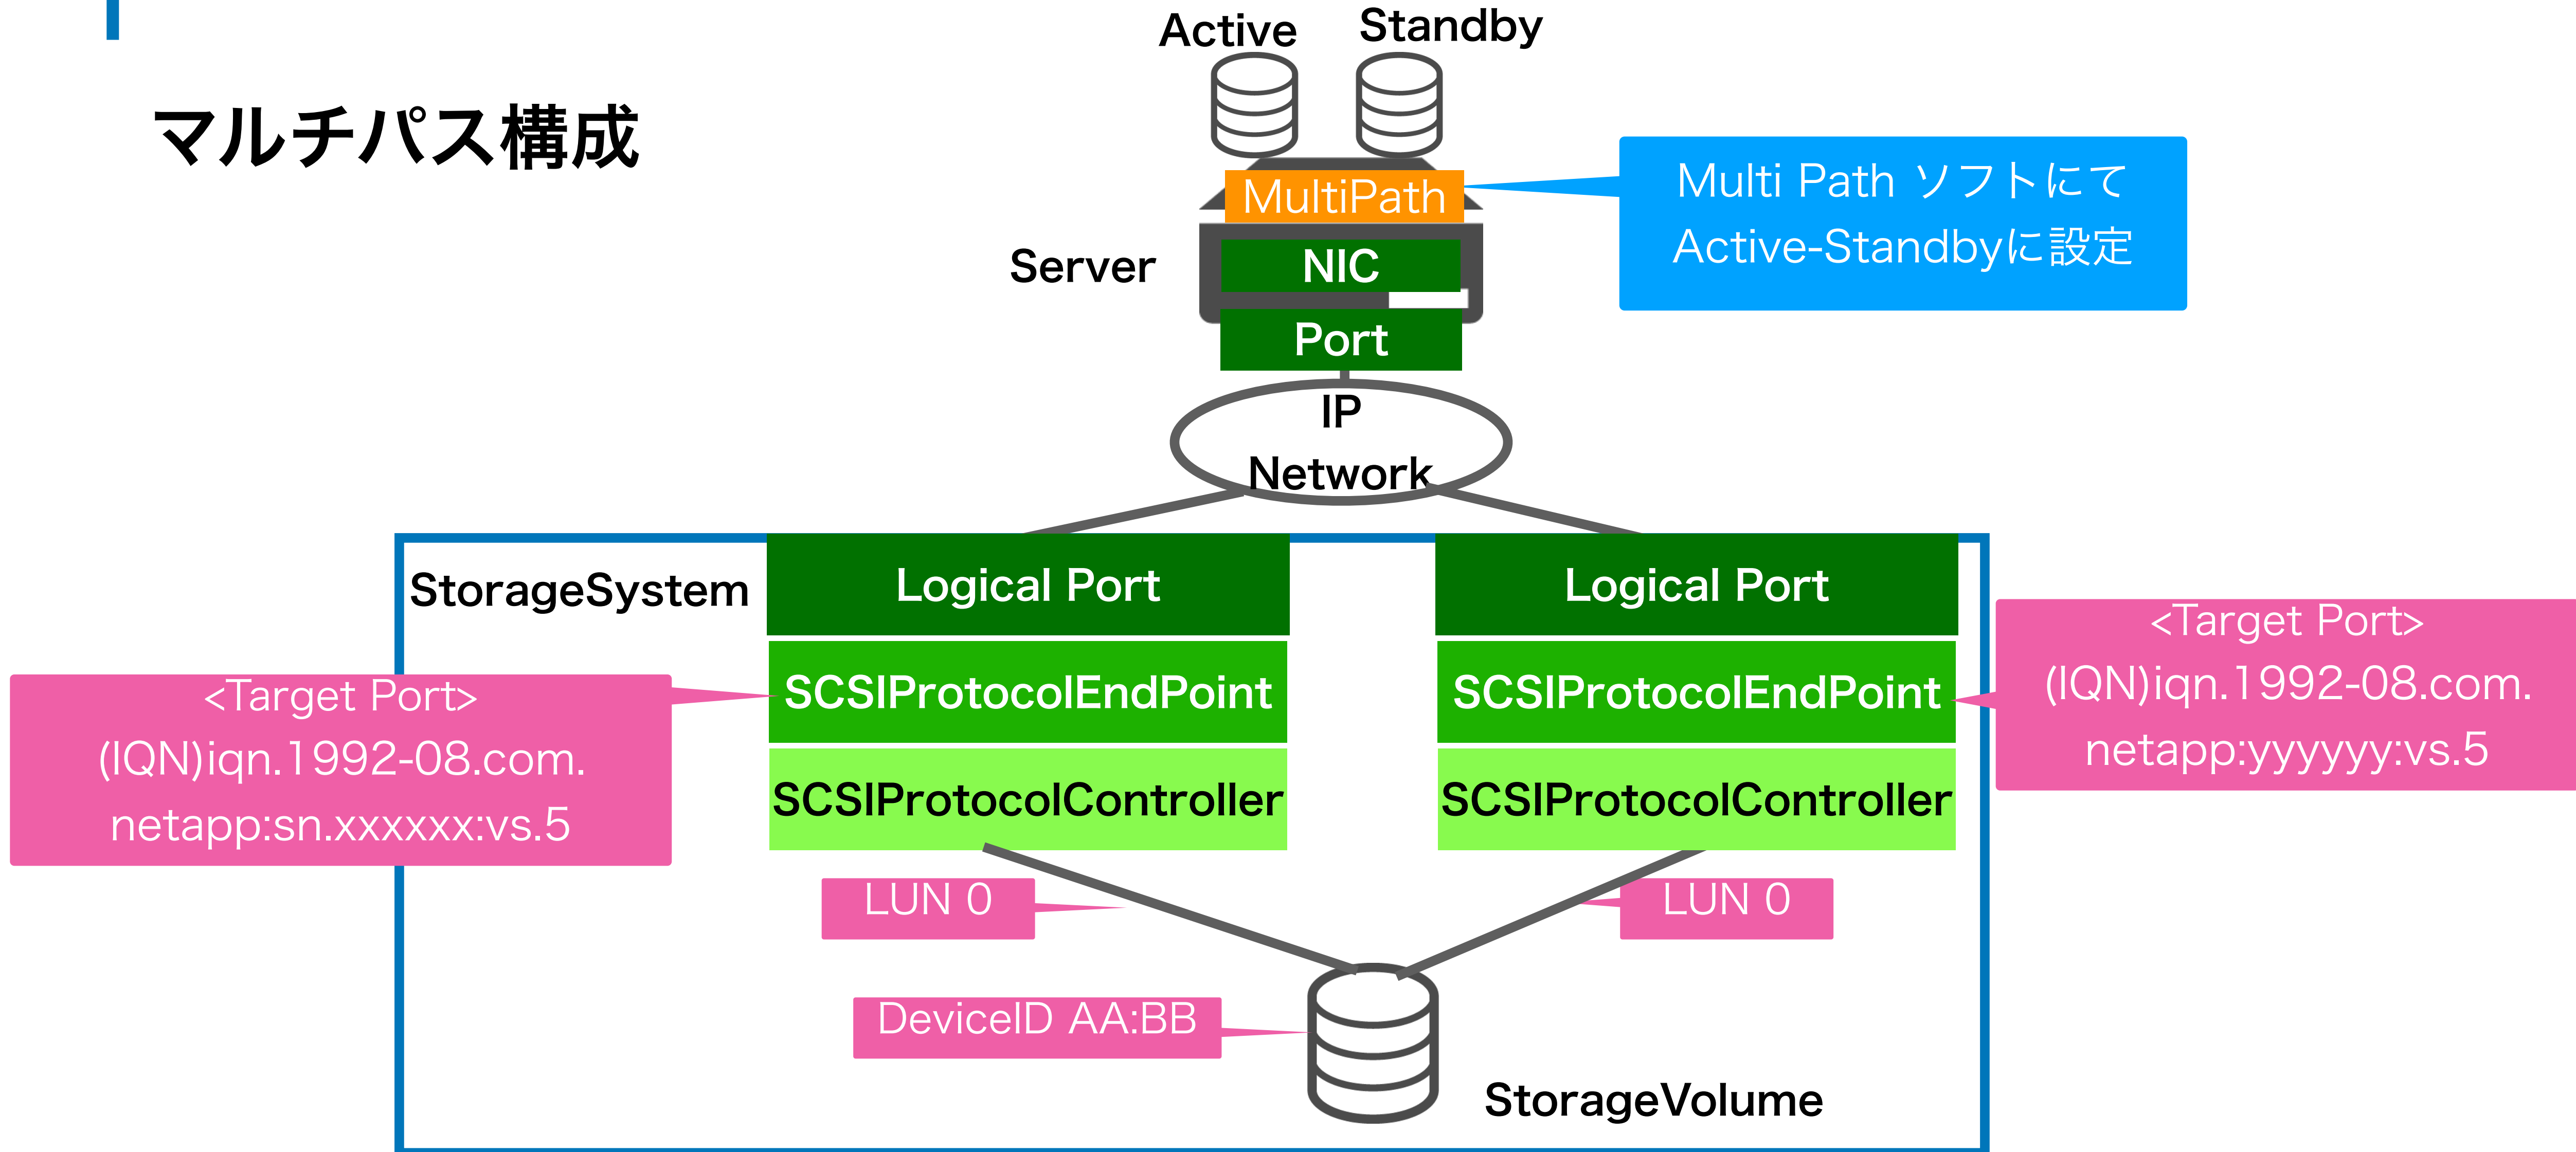 マルチパス構成
Active
Standby
MultiPath
Multi Path ソフトにて
Active-Standbyに設定
Server
NIC
Port
IP
Network
StorageSystem
Logical Port
Logical Port
SCSIProtocolEndPoint
SCSIProtocolEndPoint
SCSIProtocolController
SCSIProtocolController
<Target Port>
(IQN)iqn.1992-08.com.
netapp:sn.xxxxxx:vs.5
<Target Port>
(IQN)iqn.1992-08.com.
netapp:yyyyyy:vs.5
LUN 0
LUN 0
DeviceID AA:BB
StorageVolume